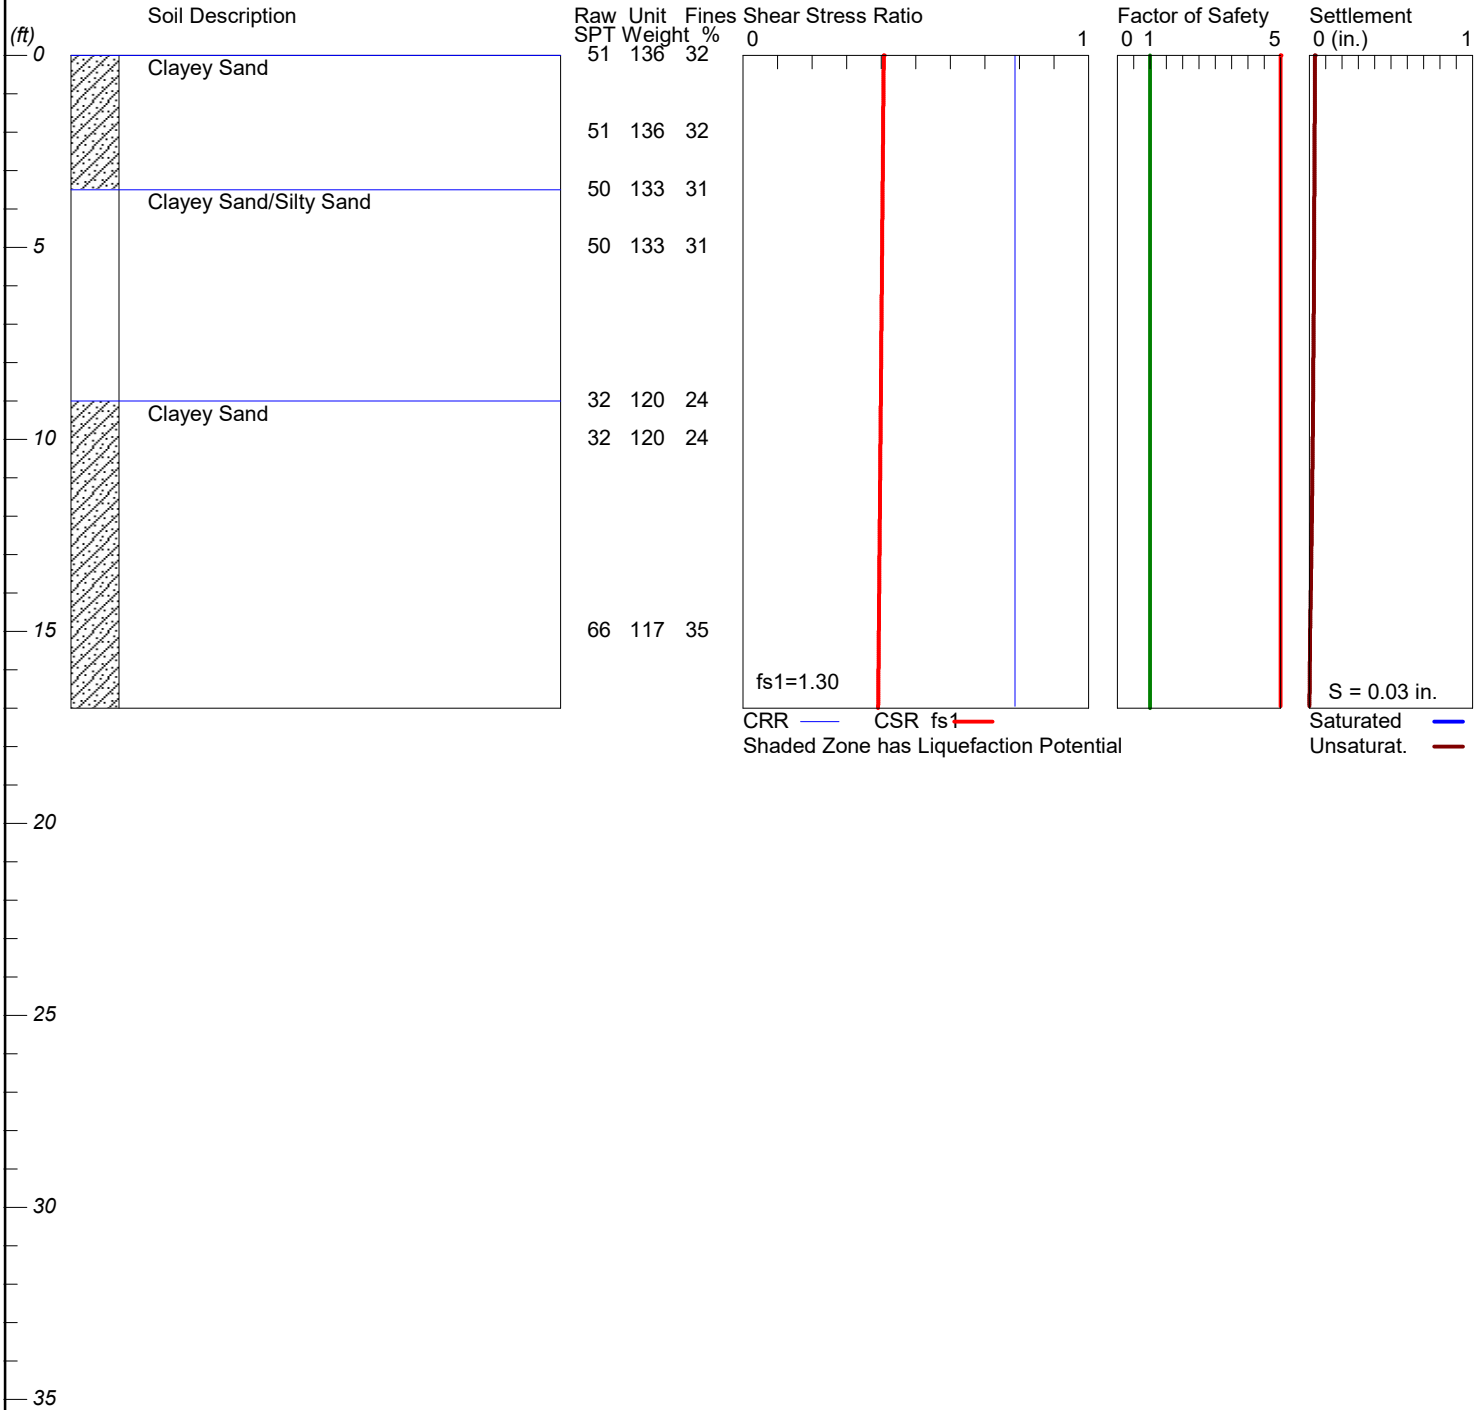 Soil Description Raw Unit Fines Shear Stress Ratio Factor of Safety Settlement
(ft) SPT Weight % 0 1 0 1 5 0 (in.) 1
0 51 136 32
Clayey Sand
51 136 32
50 133 31
Clayey Sand/Silty Sand
5 50 133 31
32 120 24
Clayey Sand
10 32 120 24
15 66 117 35
fs1=1.30 S = 0.03 in.
CRR CSR fs1 Saturated
Shaded Zone has Liquefaction Potential Unsaturat.
20
25
30
35